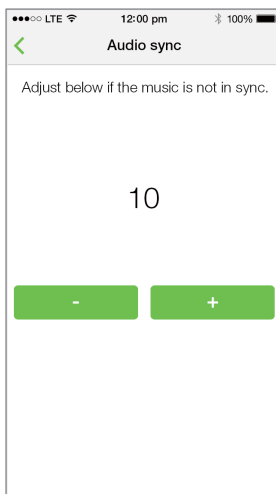 LTE 12:00 pm 100%
Audio sync
Adjust below if the music is not in sync.
10
- +